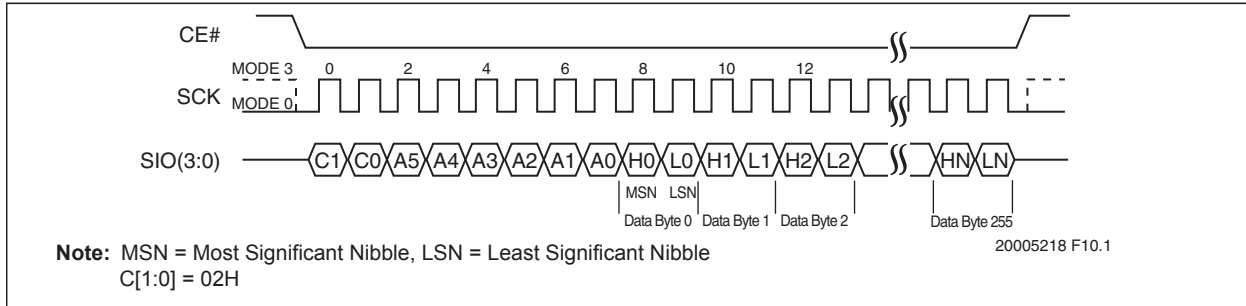 CE#
MODE 3 0 2 4 6 8 10 12
SCK MODE 0
SIO(3:0) C1 C0 A5 A4 A3 A2 A1 A0 H0 L0 H1 L1 H2 L2 HN LN
MSN LSN
Data Byte 0 Data Byte 1 Data Byte 2 Data Byte 255
20005218 F10.1
Note: MSN = Most Significant Nibble, LSN = Least Significant Nibble
C[1:0] = 02H